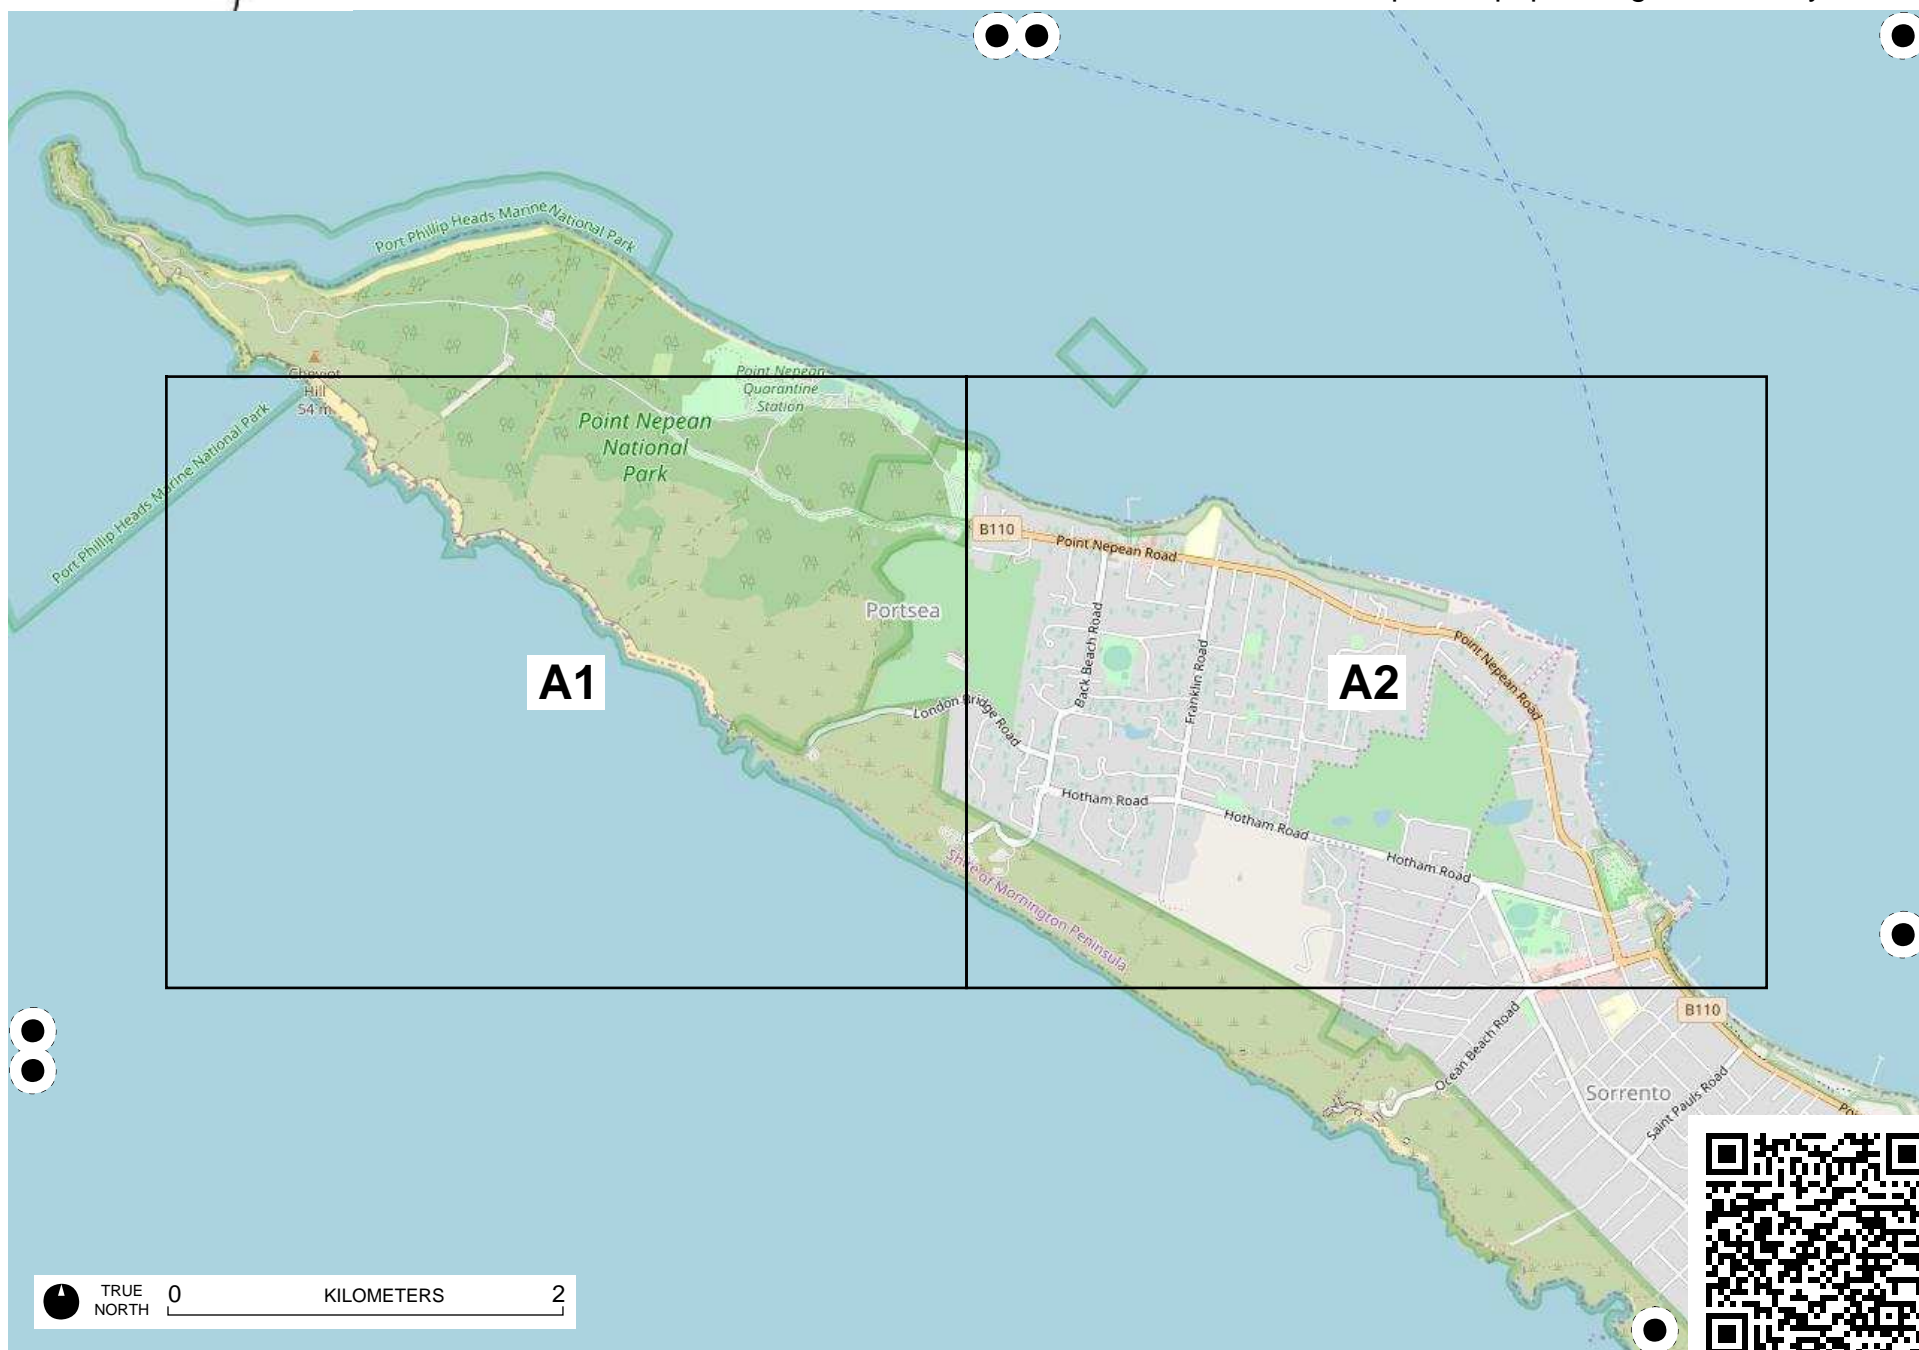 Port Phillip Heads Marine National Park
Cheviot
Hill
54 m
Point Nepean
Quarantine
Station
Point Nepean
National
Park
Port Phillip Heads Marine National Park
B110
Point Nepean Road
Portsea
Back Beach Road
Franklin Road
Point Nepean Road
A1
A2
London Bridge Road
Hotham Road
Hotham Road
Hotham Road
Shire of Mornington Peninsula
B110
Ocean Beach Road
Sorrento
Saint Pauls Road
TRUE
NORTH
0
KILOMETERS
2